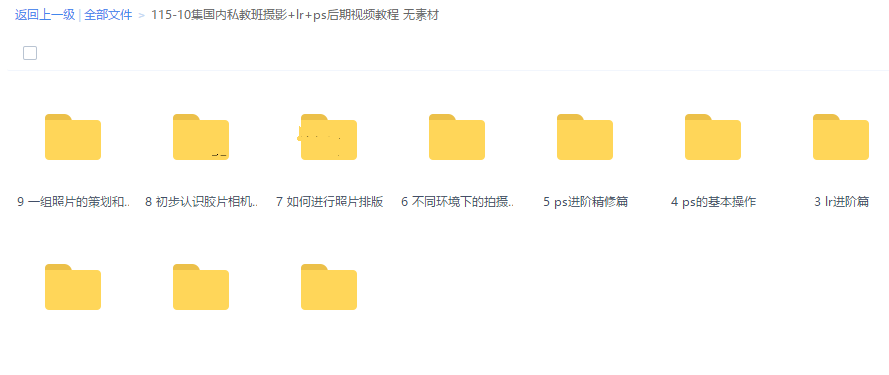 返回上一级 | 全部文件 > 115-10集国内私教班摄影+lr+ps后期视频教程 无素材
9 一组照片的策划和..
8 初步认识胶片相机..
7 如何进行照片排版
6 不同环境下的拍摄..
5 ps进阶精修篇
4 ps的基本操作
3 lr进阶篇